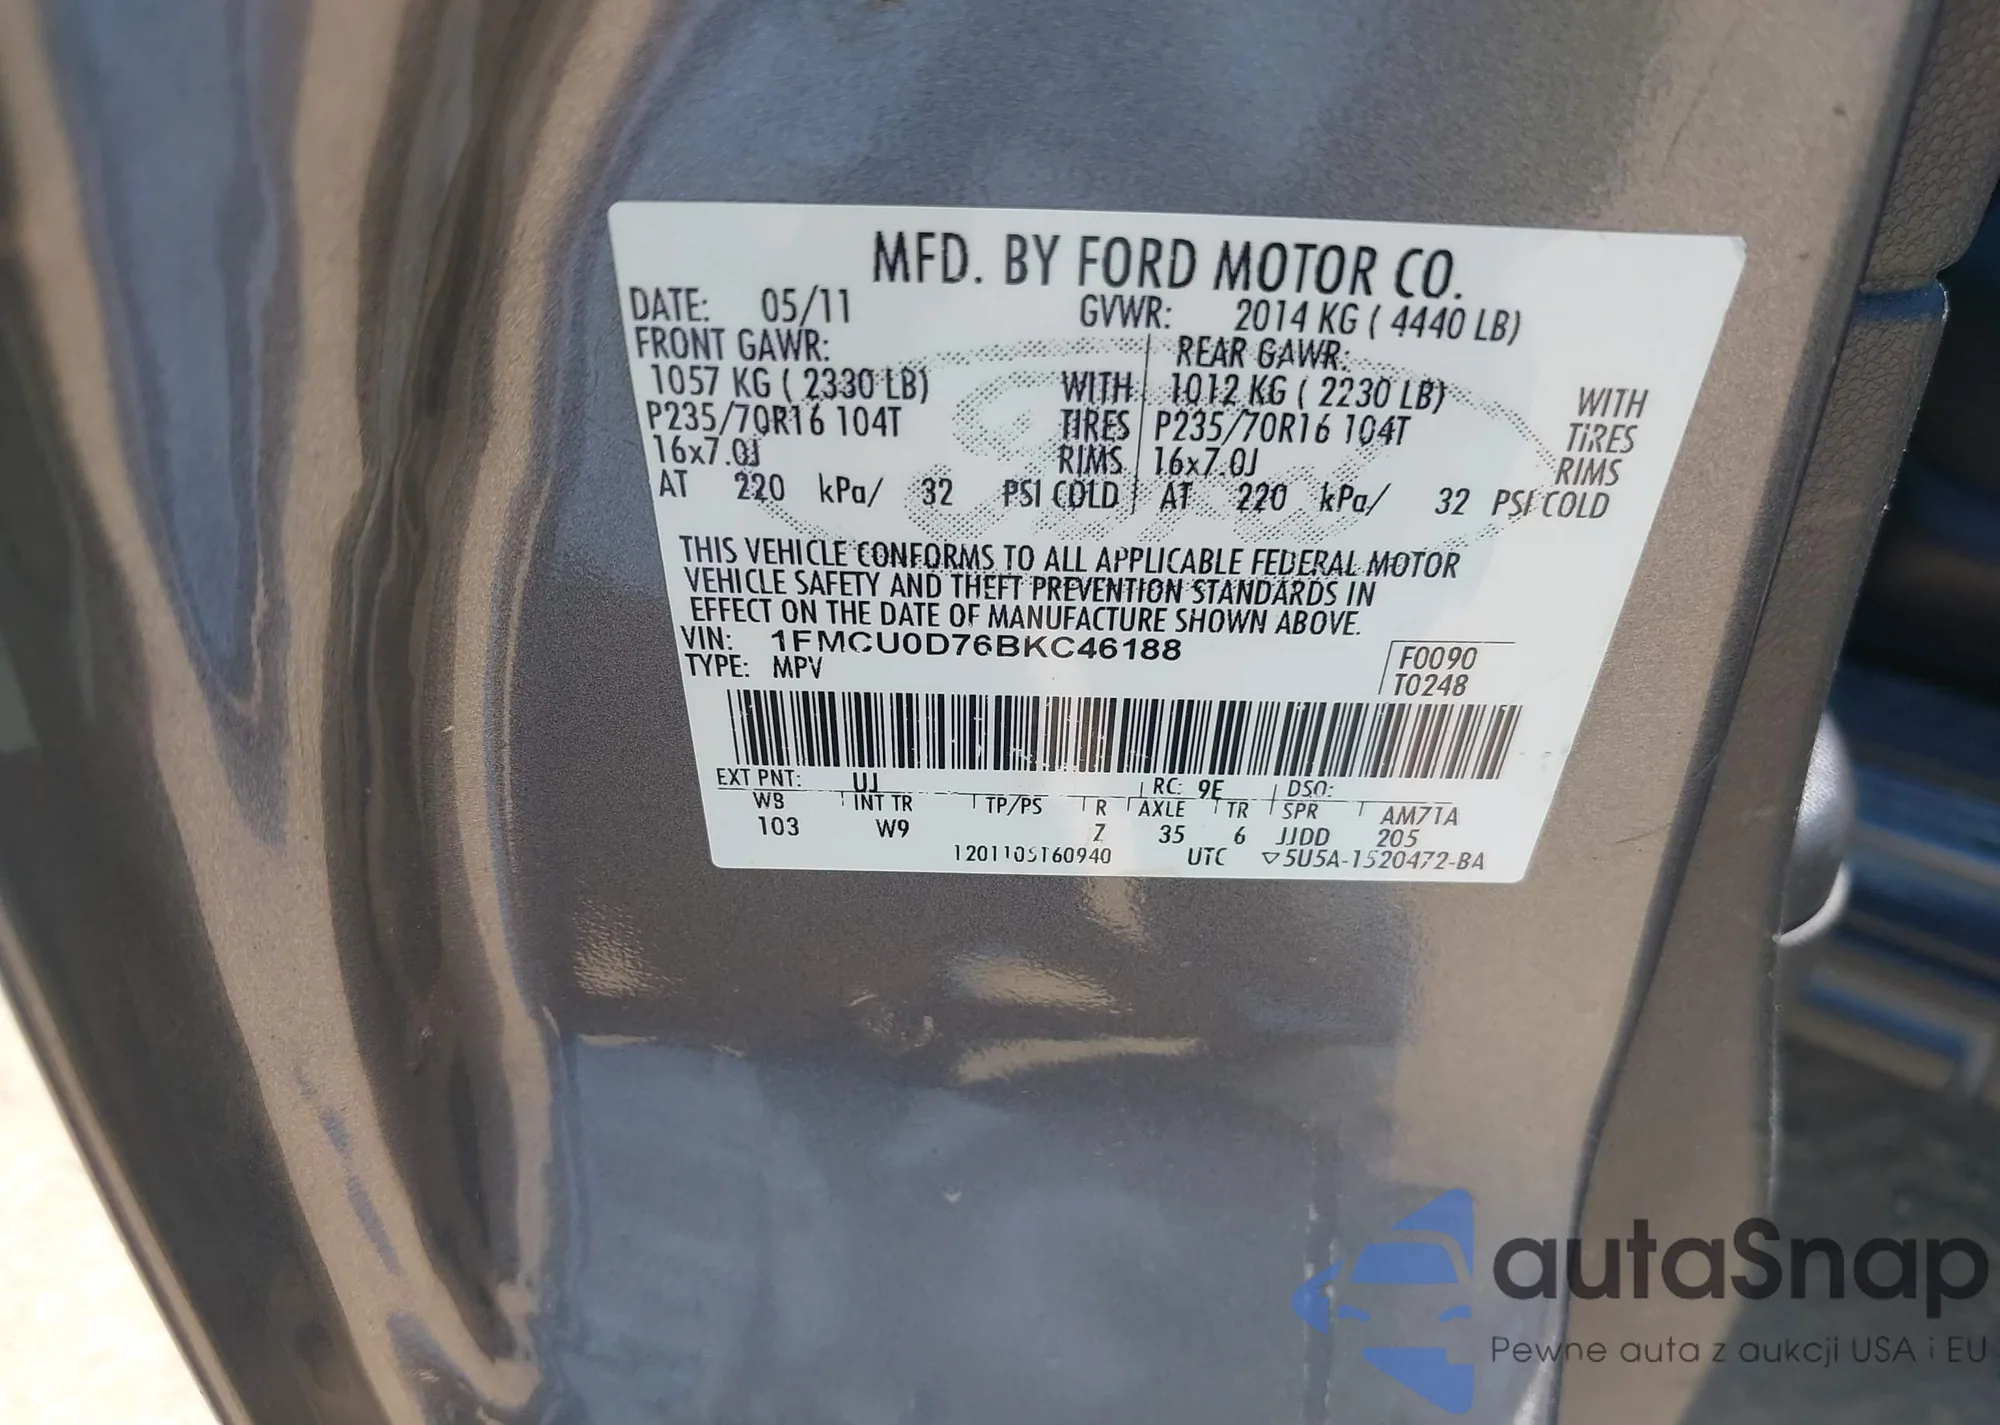 MFD. BY FORD MOTOR CO.
DATE: 05/11 GVWR: 2014 KG ( 4440 LB)
FRONT GAWR: REAR GAWR:
1057 KG ( 2330 LB) WITH 1012 KG ( 2230 LB) WITH
P235/70R16 104T TIRES P235/70R16 104T TIRES
16x7.0J RIMS 16x7.0J RIMS
AT 220 kPa/ 32 PSI COLD AT 220 kPa/ 32 PSI COLD
THIS VEHICLE CONFORMS TO ALL APPLICABLE FEDERAL MOTOR
VEHICLE SAFETY AND THEFT PREVENTION STANDARDS IN
EFFECT ON THE DATE OF MANUFACTURE SHOWN ABOVE.
VIN: 1FMCU0D76BKC46188
TYPE: MPV
F0090
T0248
EXT PNT: UJ RC: 9E DSO:
WB INT TR TP/PS R AXLE TR SPR AM7TA
103 W9 Z 35 6 JJDD 205
1201105160940 UTC ▽5U5A-1520472-BA
autaSnap
Pewne auta z aukcji USA i EU